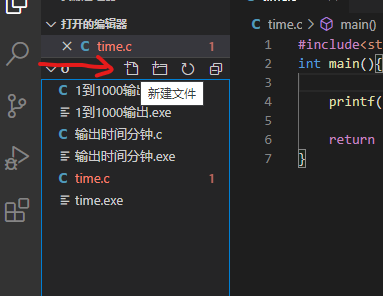 打开的编辑器
time.c
C time.c 1
main()
新建文件
C 1到1000输出
1到1000输出.exe
C 输出时间分钟.c
输出时间分钟.exe
C time.c 1
time.exe
1 #include<st
2 int main(){
3
4 printf(
5
6 return
7 }